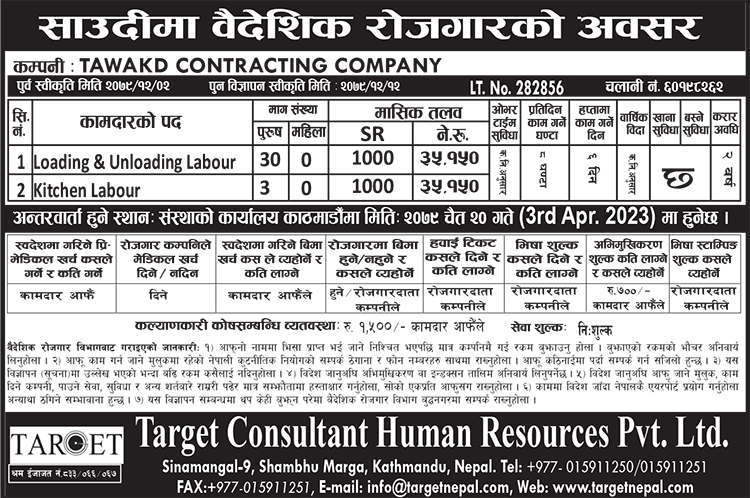 साउदीमा वैदेशिक रोजगारको अवसर
कम्पनी : TAWAKD CONTRACTING COMPANY
पुर्व स्वीकृति मिति २०७९/१२/०२ पुन विज्ञापन स्वीकृति मिति : २०७९/१२/१२ LT. No. 282856 चलानी नं. ६०१९८२६२
सि.नं. कामदारको पद माग संख्या पुरुष महिला मासिक तलव SR ने.रु. ओभर टाईम सुविधा प्रतिदिन काम गर्ने घण्टा हप्तामा काम गर्ने दिन वार्षिक विदा खाना सुविधा बस्ने सुविधा करार अवधि
1 Loading & Unloading Labour 30 0 1000 ३५,१५० क.नि.अनुसार ८ घण्टा ६ दिन क.नि.अनुसार छ २ वर्ष
2 Kitchen Labour 3 0 1000 ३५,१५०
अन्तरवार्ता हुने स्थानः संस्थाको कार्यालय काठमाडौंमा मितिः २०७९ चैत २० गते (3rd Apr. 2023) मा हुनेछ ।
स्वदेशमा गरिने प्रि-मेडिकल खर्च कसले गर्ने र कति गर्ने रोजगार कम्पनिले मेडिकल खर्च दिने / नदिने स्वदेशमा गरिने बिमा खर्च कस ले व्यहोर्ने र कति लाग्ने रोजगारमा बिमा हुने/नहुने र कसले व्यहोर्ने हवाई टिकट कसले दिने र कति लाग्ने भिषा शुल्क कसले दिने र कति लाग्ने अभिमुखिकरण शुल्क कति लाग्ने र कसले व्यहोर्ने भिषा स्टाम्पिङ शुल्क कसले व्यहोर्ने
कामदार आफैं दिने कामदार आफैंले हुने/रोजगारदाता कम्पनीले रोजगारदाता कम्पनीले रोजगारदाता कम्पनीले रु.७००/- कामदार आफैंले रोजगारदाता कम्पनीले
कल्याणकारी कोषसम्बन्धि व्यवस्थाः रु. १,५००/- कामदार आफैंले सेवा शुल्कः निःशुल्क
वैदेशिक रोजगार विभागबाट गराइएको जानकारी: १) आफ्नो नाममा भिसा प्राप्त भई जाने निश्चित भएपछि मात्र कम्पनिमै गई रकम बुझाउनु होला । बुझाएको रकमको भौचर अनिवार्य
लिनुहोला । २) आफू काम गर्न जाने मुलुकमा रहेको नेपाली कुटनीतिक नियोगको सम्पर्क ठेगाना र फोन नम्बरहरु साथमा राख्नुहोला । आफू कठिनाईमा पर्दा सम्पर्क गर्न सजिलो हुन्छ । ३) यस
विज्ञापन (सूचना)मा उल्लेख भएको भन्दा बढि रकम कसैलाई नदिनुहोला । ४) विदेश जानुअघि अभिमुखिकरण वा इन्डक्सन तालिम अनिवार्य लिनुपर्नेछ । ५) विदेश जानुअघि आफु जाने मुलुक, काम
दिने कम्पनी, पाउने सेवा, सुविधा र अन्य शर्तबारे राम्ररी पढेर मात्र सम्झौतामा हस्ताक्षर गर्नुहोला, सोको एकप्रति आफुसग राख्नुहोला । ६) काममा विदेश जाँदा नेपालकै एयरपोर्ट प्रयोग गर्नुहोला
अन्यथा ठगिने सम्भावना हुन्छ । ७) यस विज्ञापन सम्बन्धमा थप केही बुझ्न परेमा वैदेशिक रोजगार विभाग बुद्धनगरमा सम्पर्क राख्नुहोला ।
TARGET
श्रम इजाजत नं.८३३/०६६/०६७
Target Consultant Human Resources Pvt. Ltd.
Sinamangal-9, Shambhu Marga, Kathmandu, Nepal. Tel: +977- 015911250/015911251
FAX:+977-015911251, E-mail: info@targetnepal.com, Web: www.targetnepal.com